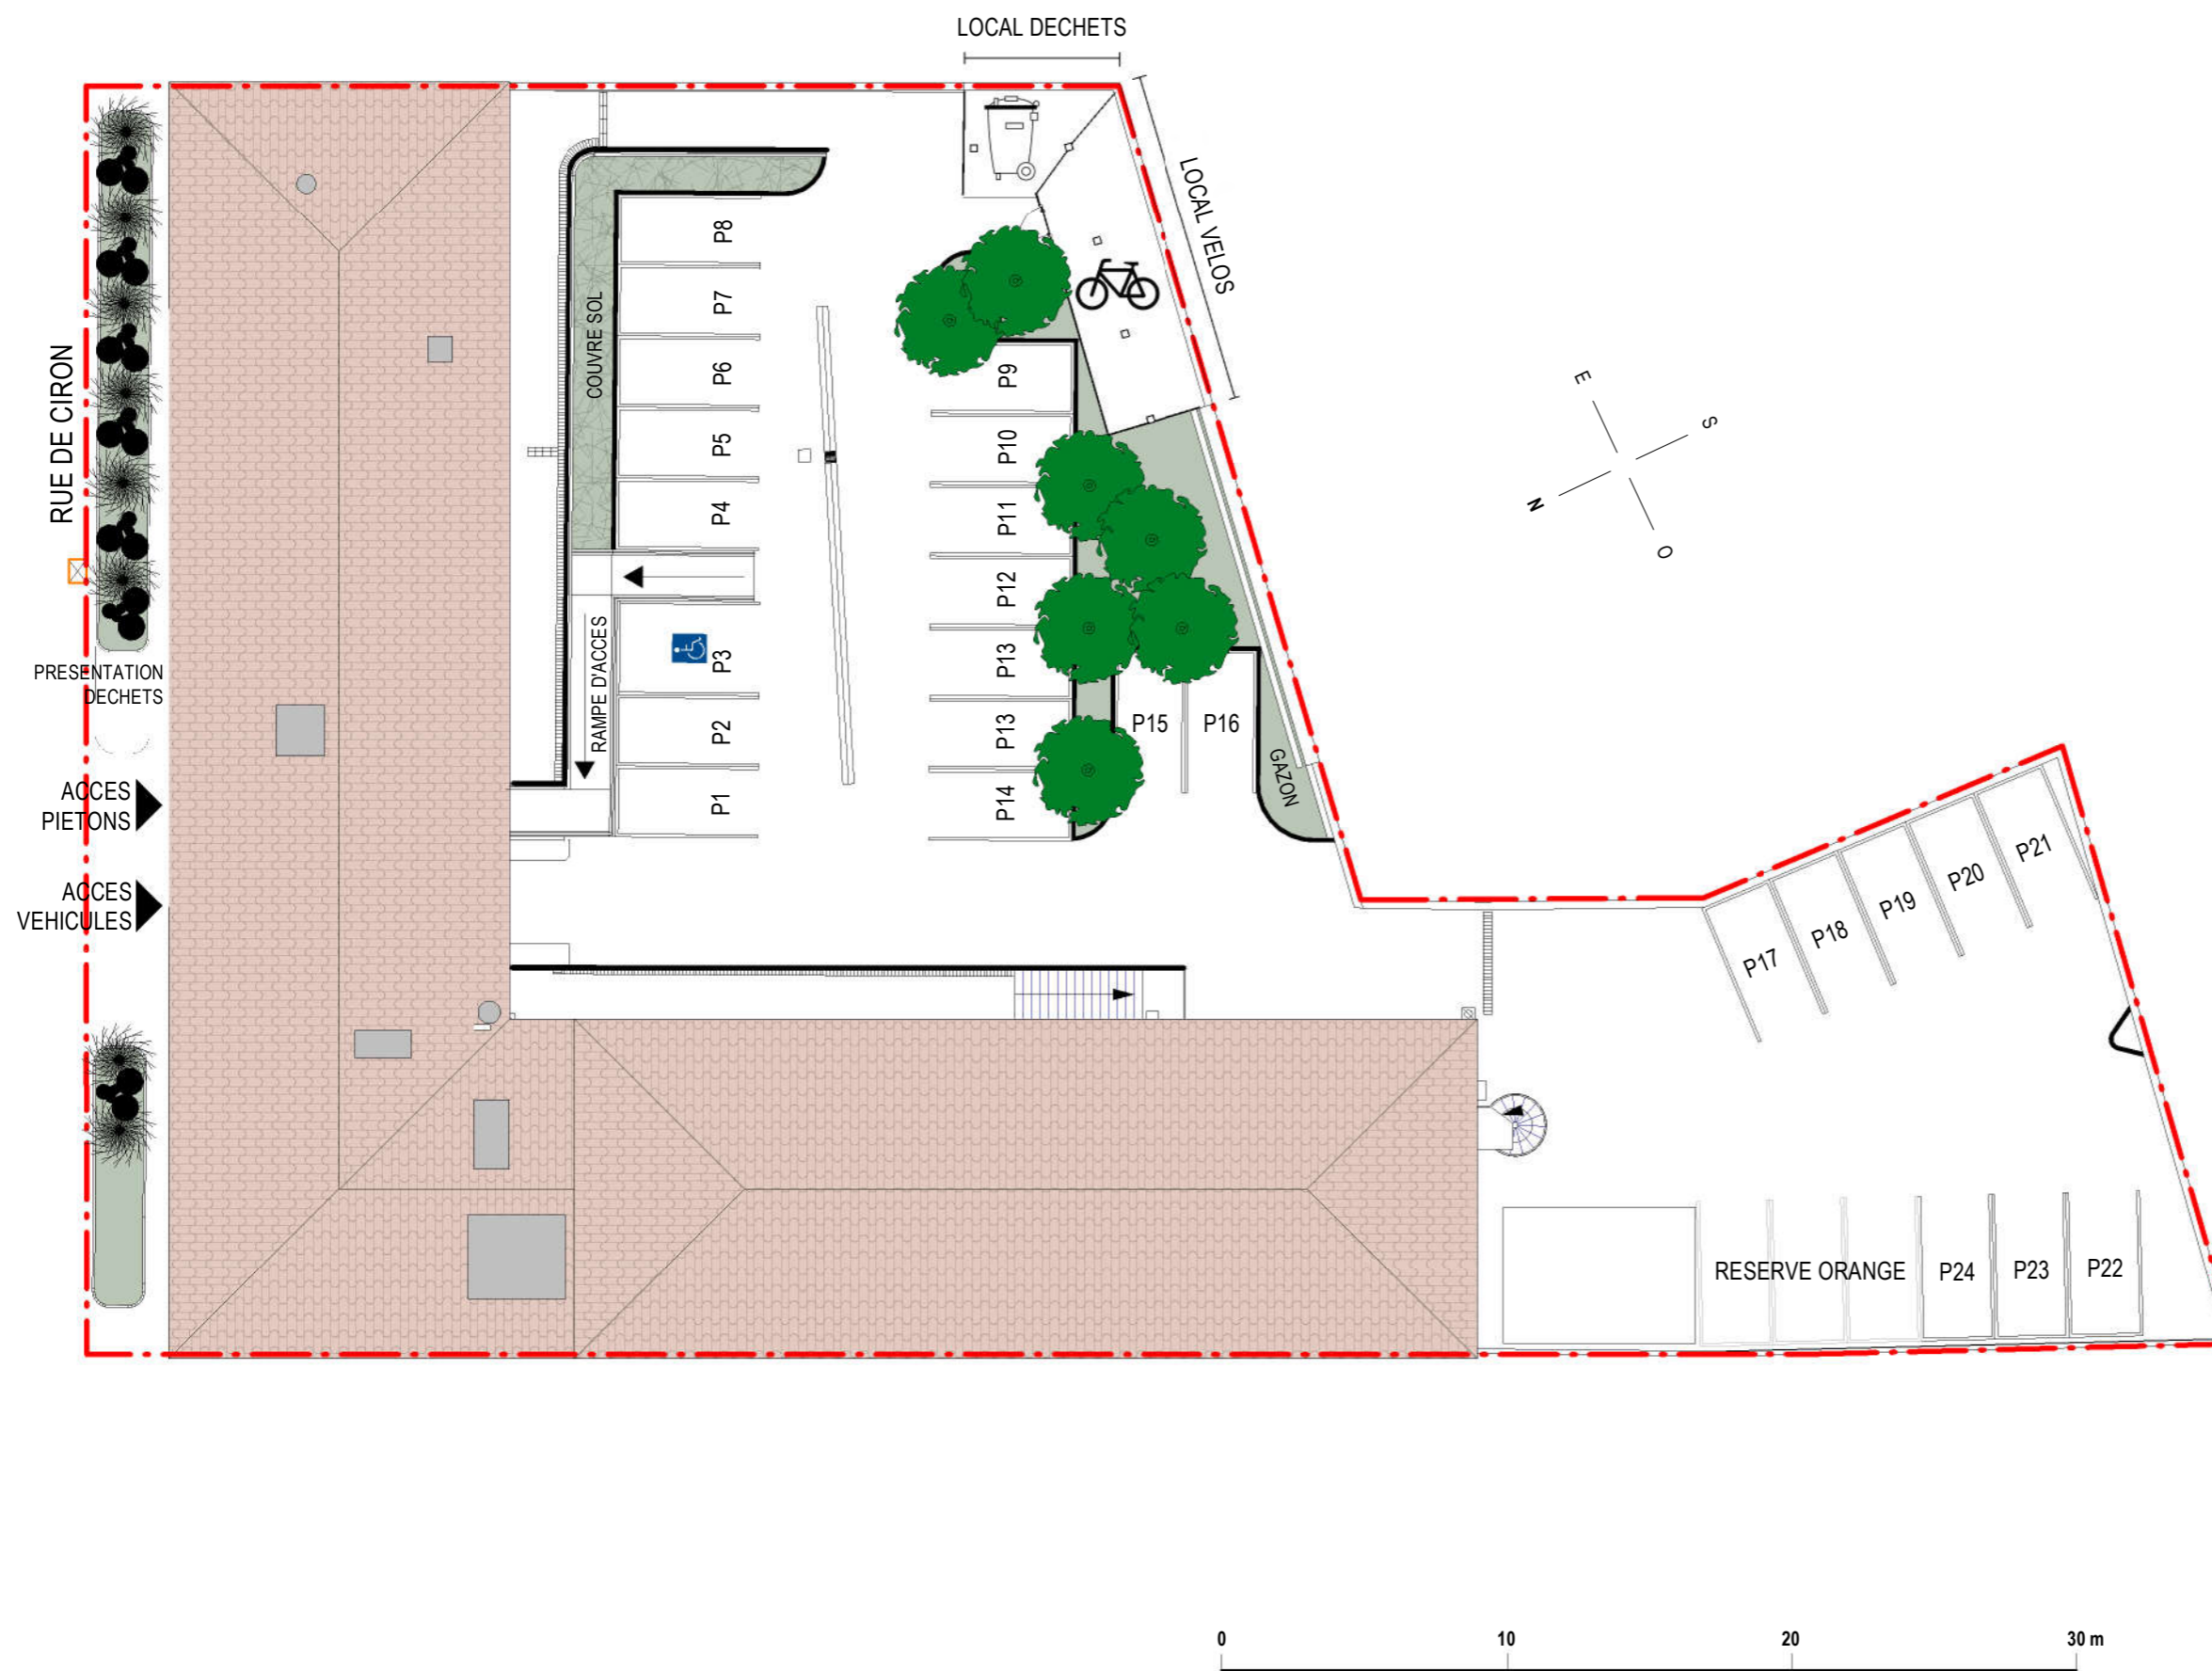 LOCAL DECHETS
LOCAL VELOS
RUE DE CIRON
COUVRE SOL
P8
P7
P6
P5
P4
P3
P2
P1
RAMPE D'ACCES
P9
P10
P11
P12
P13
P13
P14
P15
P16
GAZON
E
S
N
O
PRESENTATION
DECHETS
ACCES
PIETONS
ACCES
VEHICULES
P17
P18
P19
P20
P21
RESERVE ORANGE
P24
P23
P22
0
10
20
30 m